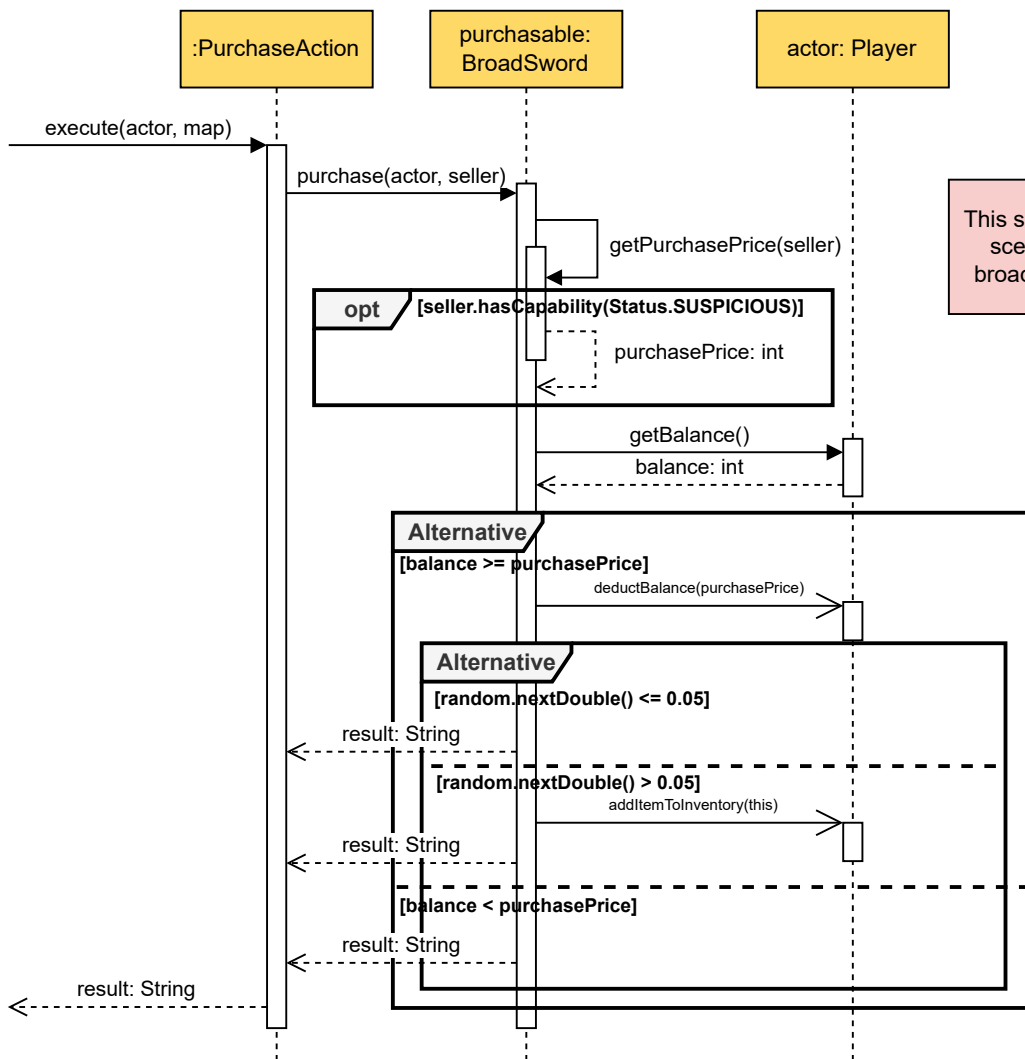 :PurchaseAction
purchasable:
BroadSword
actor: Player
execute(actor, map)
purchase(actor, seller)
getPurchasePrice(seller)
This s
sce
broad
opt
[seller.hasCapability(Status.SUSPICIOUS)]
purchasePrice: int
getBalance()
balance: int
Alternative
[balance >= purchasePrice]
deductBalance(purchasePrice)
Alternative
[random.nextDouble() <= 0.05]
result: String
[random.nextDouble() > 0.05]
addItemToInventory(this)
result: String
[balance < purchasePrice]
result: String
result: String